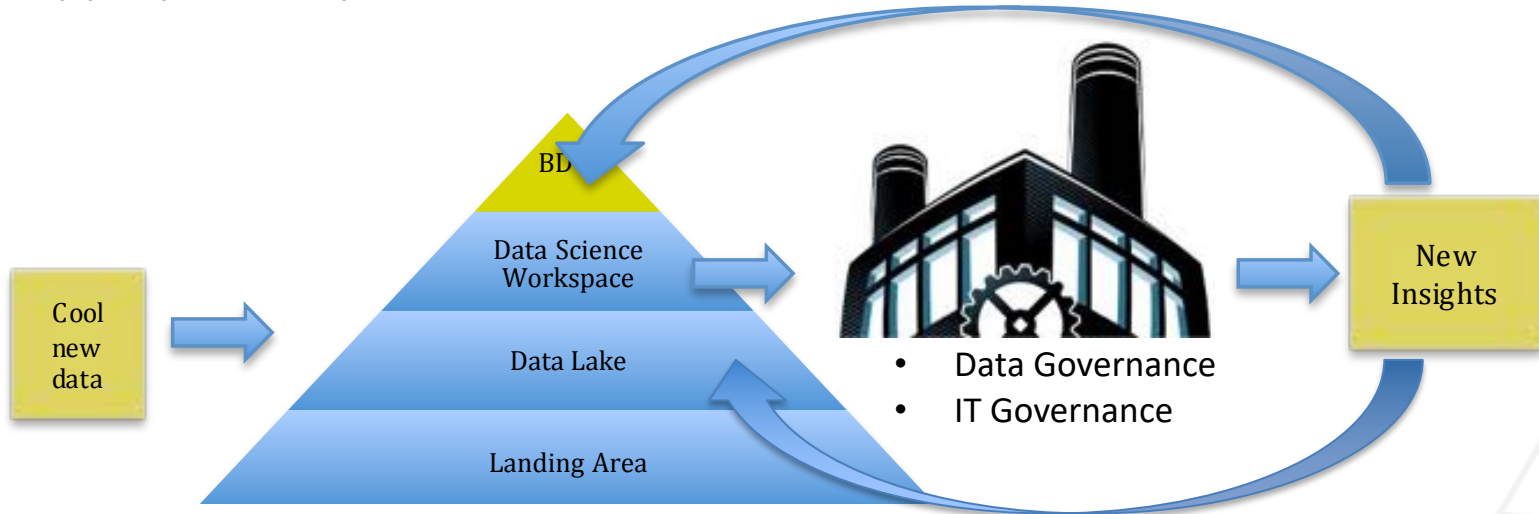 Cool
new
data
BD
Data Science
Workspace
Data Lake
Landing Area
• Data Governance
• IT Governance
New
Insights